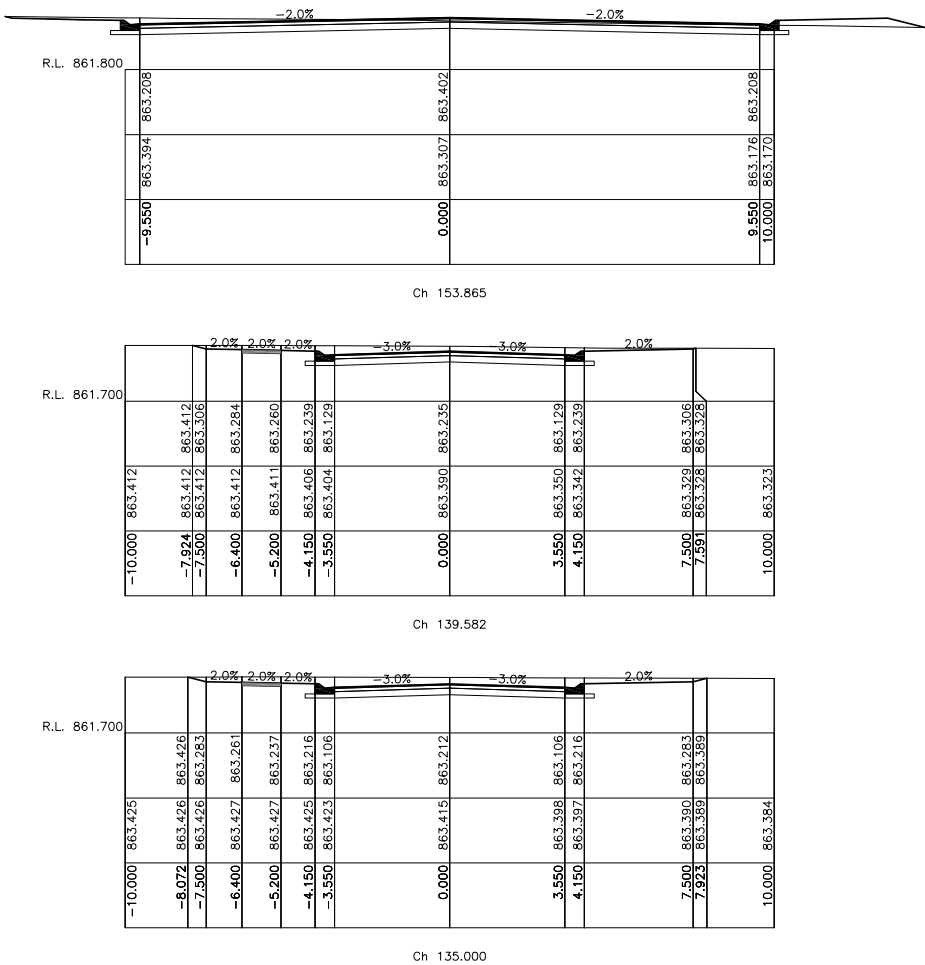 -2.0% -2.0%
R.L. 861.800
863.208 863.402 863.208
863.394 863.307 863.176 863.170
-9.550 0.000 9.550 10.000
Ch 153.865
2.0% 2.0% 2.0% -3.0% -3.0% 2.0%
R.L. 861.700
863.412 863.306 863.284 863.260 863.239 863.129 863.235 863.129 863.239 863.306 863.328
863.412 863.412 863.412 863.412 863.411 863.406 863.404 863.390 863.350 863.342 863.329 863.328 863.323
-10.000 -7.924 -7.500 -6.400 -5.200 -4.150 -3.550 0.000 3.550 4.150 7.500 7.591 10.000
Ch 139.582
2.0% 2.0% 2.0% -3.0% -3.0% 2.0%
R.L. 861.700
863.426 863.283 863.261 863.237 863.216 863.106 863.212 863.106 863.216 863.283 863.389
863.425 863.426 863.426 863.427 863.427 863.425 863.423 863.415 863.398 863.397 863.390 863.389 863.384
-10.000 -8.072 -7.500 -6.400 -5.200 -4.150 -3.550 0.000 3.550 4.150 7.500 7.923 10.000
Ch 135.000